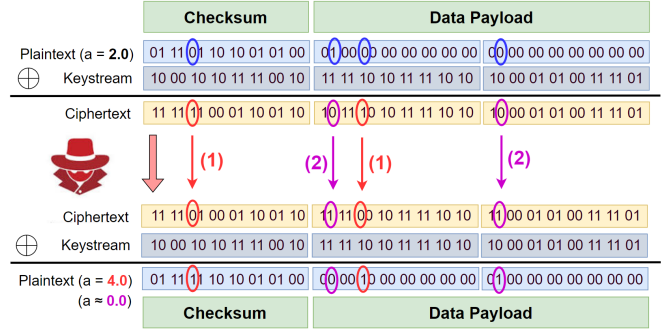 Checksum Data Payload
Plaintext (a = 2.0) 01 11 01 10 10 01 01 00 01 00 00 00 00 00 00 00 00 00 00 00 00 00 00
Keystream 10 00 10 10 11 11 00 10 11 11 10 10 11 11 10 10 10 00 01 01 00 11 11 01
Ciphertext 11 11 11 00 01 10 01 10 10 11 10 10 11 11 10 10 10 00 01 01 00 11 11 01
(1) (2) (1) (2)
Ciphertext 11 11 01 00 01 10 01 10 11 11 00 10 11 11 10 10 11 00 01 01 00 11 11 01
Keystream 10 00 10 10 11 11 00 10 11 11 10 10 11 11 10 10 10 00 01 01 00 11 11 01
Plaintext (a = 4.0) 01 11 11 10 10 01 01 00 00 00 10 00 00 00 00 00 01 00 00 00 00 00 00
(a ≈ 0.0)
Checksum Data Payload